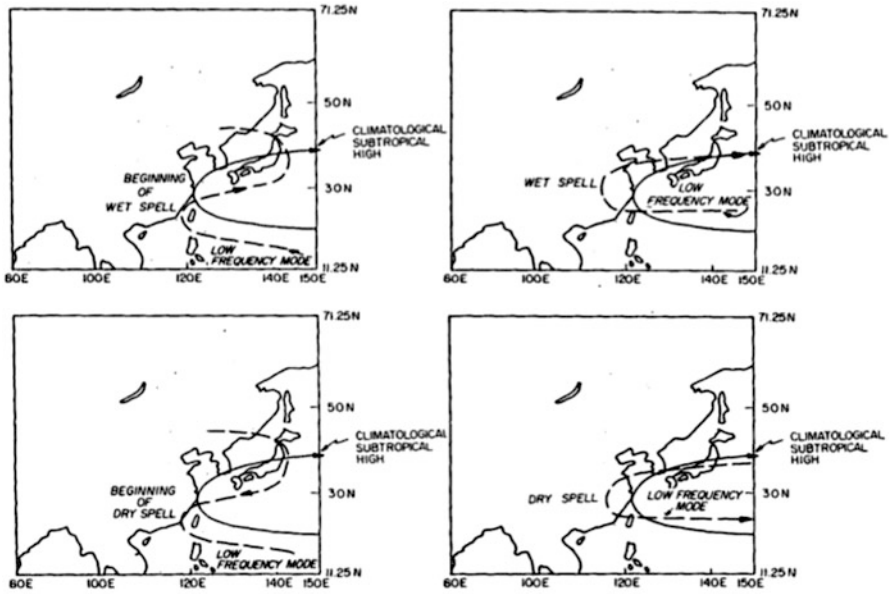 71.25N
50N
CLIMATOLOGICAL
SUBTROPICAL
HIGH
BEGINNING
OF
WET SPELL
30N
LOW
FREQUENCY MODE
11.25N
80E 100E 120E 140E 150E
71.25N
50N
CLIMATOLOGICAL
SUBTROPICAL
HIGH
WET SPELL
LOW
FREQUENCY MODE
30N
11.25N
80E 100E 120E 140E 150E
71.25N
50N
CLIMATOLOGICAL
SUBTROPICAL
HIGH
BEGINNING
OF
DRY SPELL
30N
LOW
FREQUENCY MODE
11.25N
80E 100E 120E 140E 150E
71.25N
50N
CLIMATOLOGICAL
SUBTROPICAL
HIGH
DRY SPELL
LOW FREQUENCY
MODE
30N
11.25N
60E 100E 120E 140E 150E